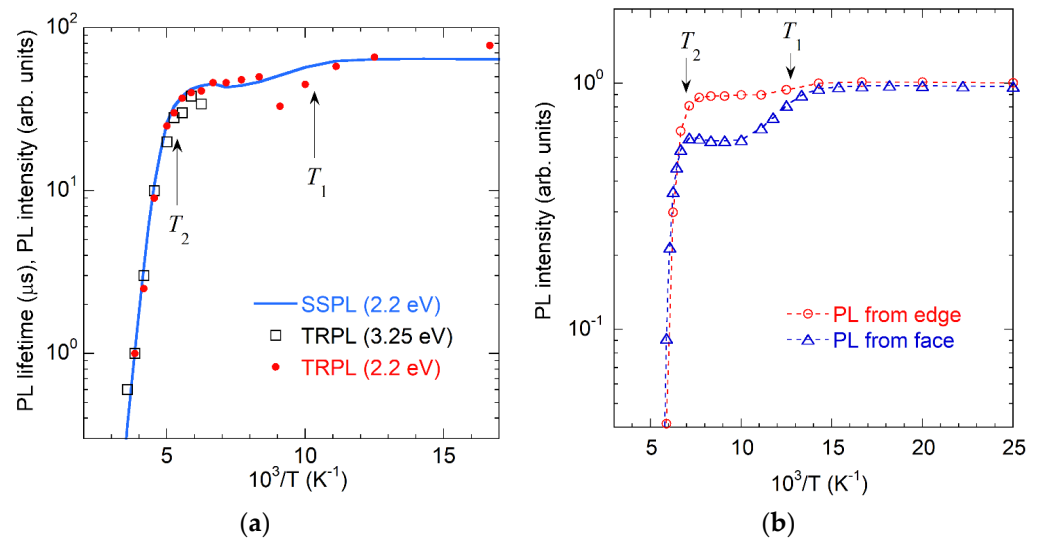 PL lifetime (μs), PL intensity (arb. units)
10²
10¹
10⁰
T₁
T₂
SSPL (2.2 eV)
TRPL (3.25 eV)
TRPL (2.2 eV)
5 10 15
10³/T (K⁻¹)
(a)
PL intensity (arb. units)
10⁰
10⁻¹
T₂
T₁
PL from edge
PL from face
5 10 15 20 25
10³/T (K⁻¹)
(b)